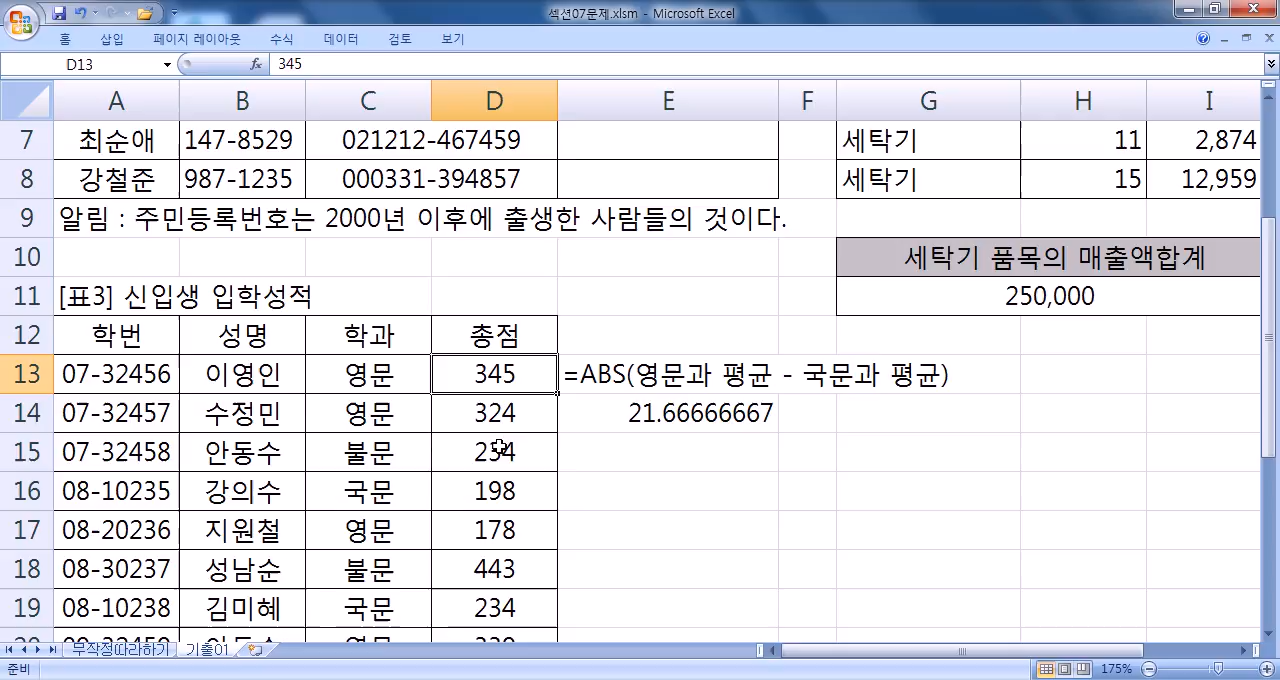 섹션07문제.xlsm - Microsoft Excel
홈 삽입 페이지 레이아웃 수식 데이터 검토 보기
D13 fx 345
A B C D E F G H I
7 최순애 147-8529 021212-467459 세탁기 11 2,874
8 강철준 987-1235 000331-394857 세탁기 15 12,959
9 알림 : 주민등록번호는 2000년 이후에 출생한 사람들의 것이다.
10 세탁기 품목의 매출액합계
11 [표3] 신입생 입학성적 250,000
12 학번 성명 학과 총점
13 07-32456 이영인 영문 345 =ABS(영문과 평균 - 국문과 평균)
14 07-32457 수정민 영문 324 21.66666667
15 07-32458 안동수 불문 234
16 08-10235 강의수 국문 198
17 08-20236 지원철 영문 178
18 08-30237 성남순 불문 443
19 08-10238 김미혜 국문 234
무작정따라하기 기출01
준비 175%